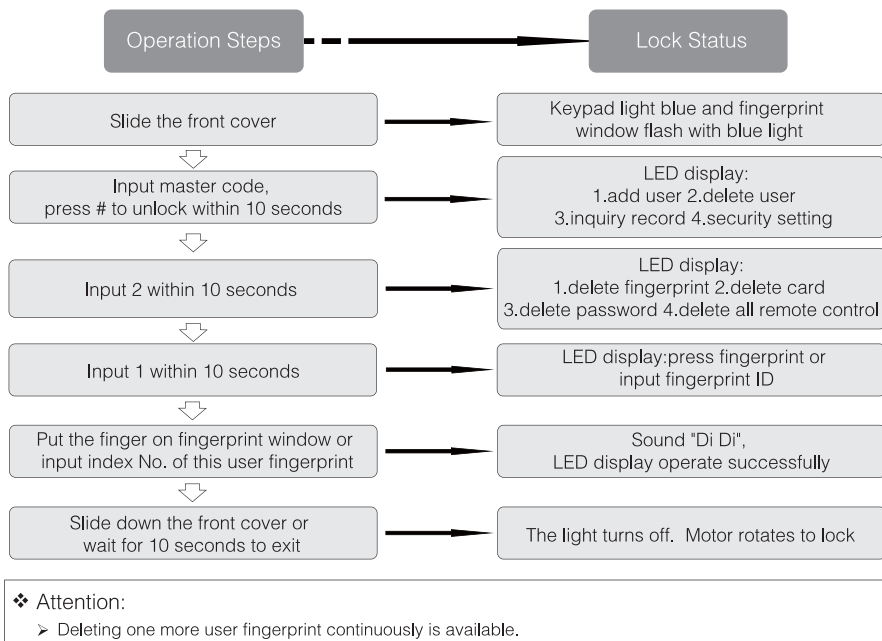 Operation Steps
Lock Status
Slide the front cover
Keypad light blue and fingerprint
window flash with blue light
Input master code,
press # to unlock within 10 seconds
LED display:
1.add user 2.delete user
3.inquiry record 4.security setting
Input 2 within 10 seconds
LED display:
1.delete fingerprint 2.delete card
3.delete password 4.delete all remote control
Input 1 within 10 seconds
LED display:press fingerprint or
input fingerprint ID
Put the finger on fingerprint window or
input index No. of this user fingerprint
Sound "Di Di",
LED display operate successfully
Slide down the front cover or
wait for 10 seconds to exit
The light turns off.  Motor rotates to lock
❖ Attention:
➢ Deleting one more user fingerprint continuously is available.